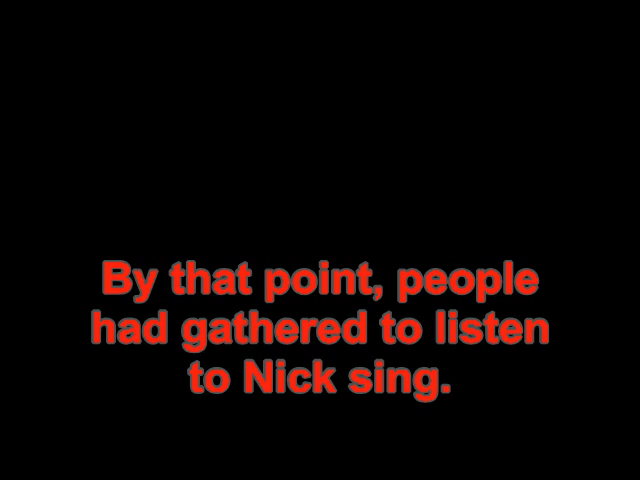 By that point, people
had gathered to listen
to Nick sing.